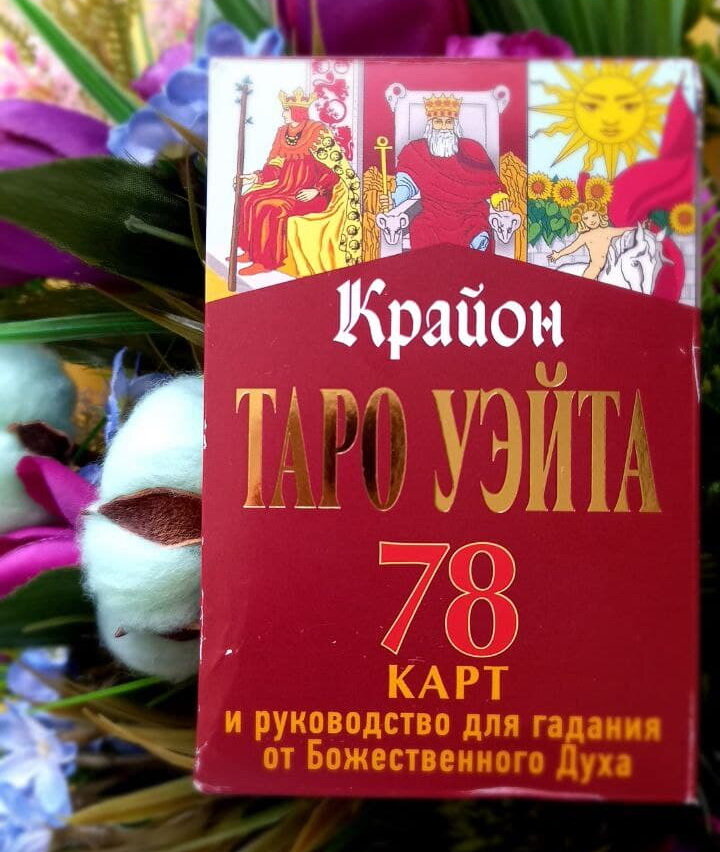 Крайон
ТАРО УЭЙТА
78
КАРТ
и руководство для гадания
от Божественного Духа